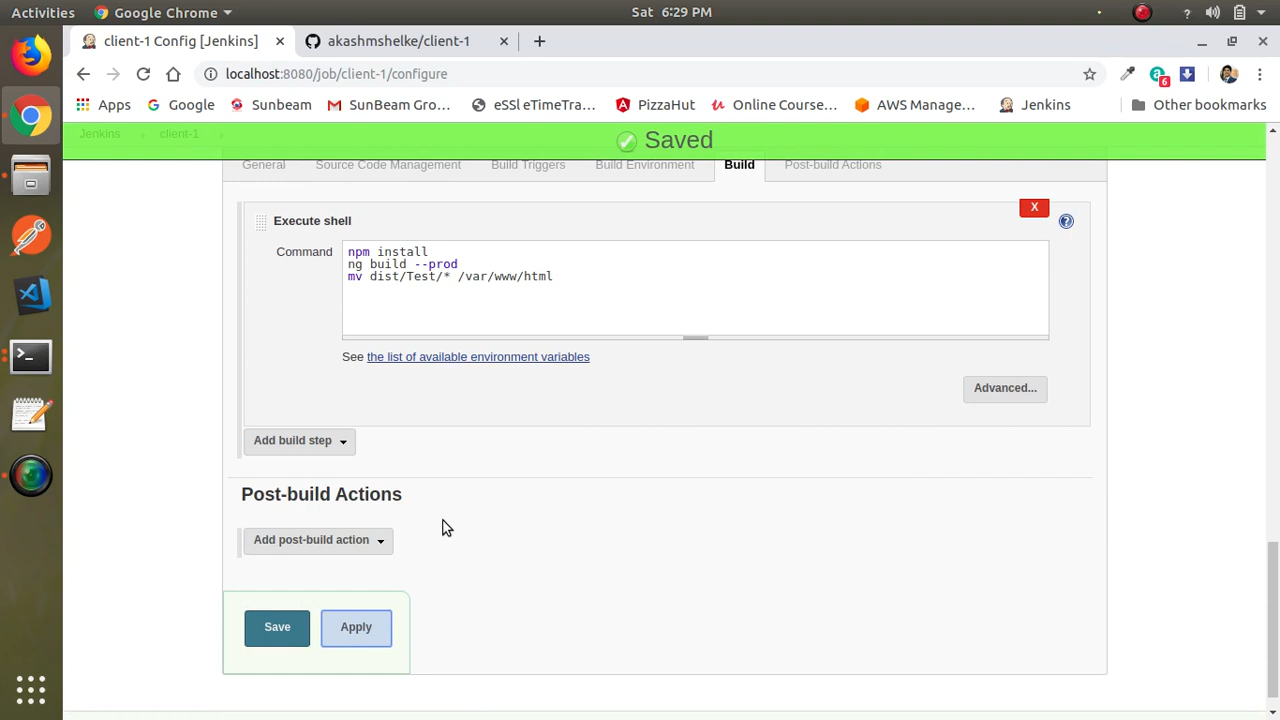 Activities Google Chrome Sat 6:29 PM ?
client-1 Config [Jenkins] akashmshelke/client-1
localhost:8080/job/client-1/configure 6
Apps Google Sunbeam SunBeam Gro... eSSl eTimeTra... PizzaHut Online Course... AWS Manage... Jenkins Other bookmarks
Saved
Jenkins client-1
General Source Code Management Build Triggers Build Environment Build Post-build Actions
X
Execute shell ?
Command npm install
ng build --prod
mv dist/Test/* /var/www/html
See the list of available environment variables
Advanced...
Add build step
Post-build Actions
Add post-build action
Save Apply